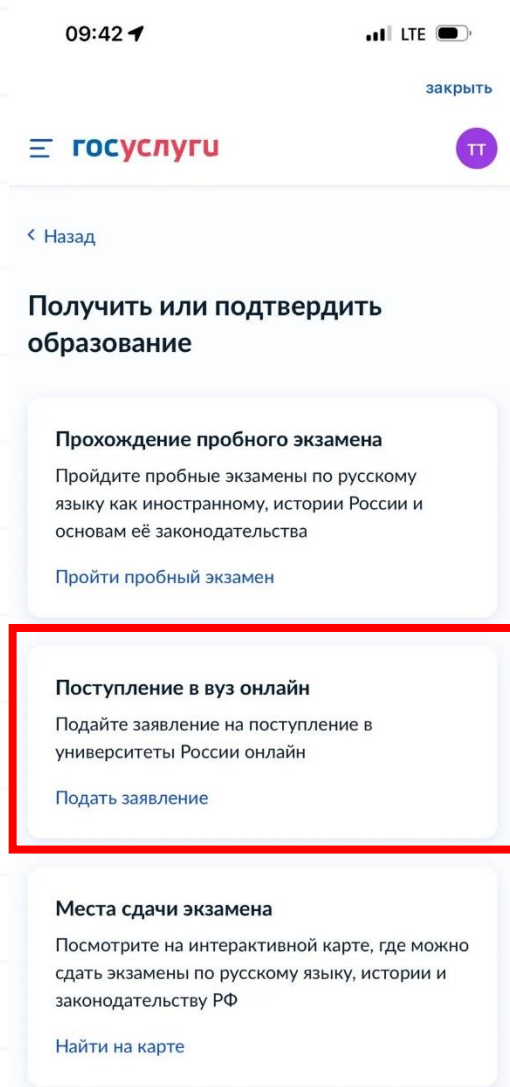 09:42
LTE
закрыть
госуслуги
ТТ
Назад
Получить или подтвердить
образование
Прохождение пробного экзамена
Пройдите пробные экзамены по русскому
языку как иностранному, истории России и
основам её законодательства
Пройти пробный экзамен
Поступление в вуз онлайн
Подайте заявление на поступление в
университеты России онлайн
Подать заявление
Места сдачи экзамена
Посмотрите на интерактивной карте, где можно
сдать экзамены по русскому языку, истории и
законодательству РФ
Найти на карте